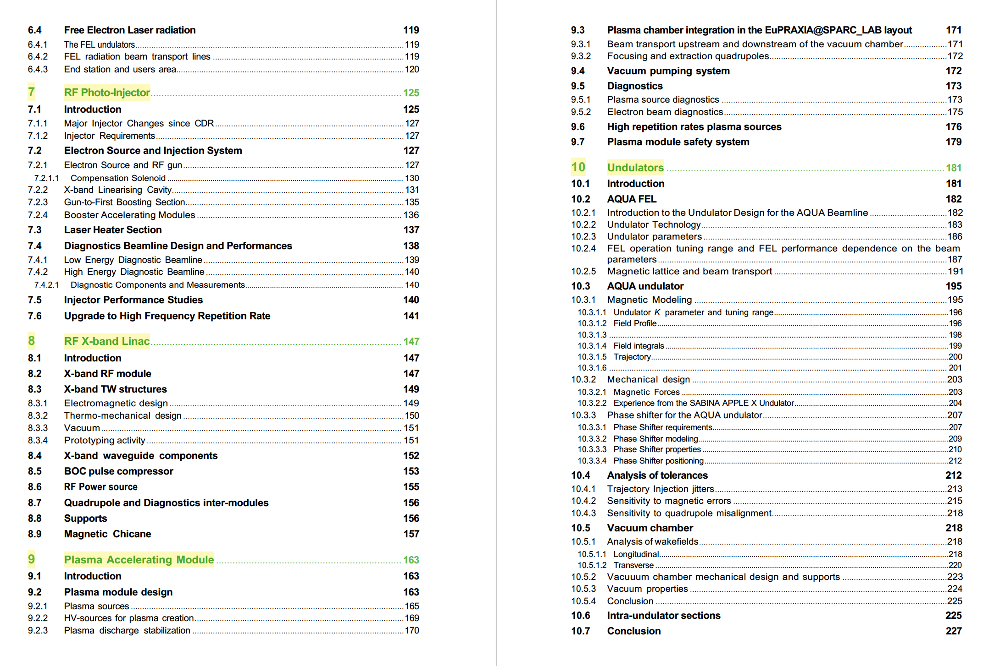 6.4 Free Electron Laser radiation 119
6.4.1 The FEL undulators 119
6.4.2 FEL radiation beam transport lines 119
6.4.3 End station and users area 120
7 RF Photo-Injector 125
7.1 Introduction 125
7.1.1 Major Injector Changes since CDR 127
7.1.2 Injector Requirements 127
7.2 Electron Source and Injection System 127
7.2.1 Electron Source and RF gun 127
7.2.1.1 Compensation Solenoid 130
7.2.2 X-band Linearising Cavity 131
7.2.3 Gun-to-First Boosting Section 135
7.2.4 Booster Accelerating Modules 136
7.3 Laser Heater Section 137
7.4 Diagnostics Beamline Design and Performances 138
7.4.1 Low Energy Diagnostic Beamline 139
7.4.2 High Energy Diagnostic Beamline 140
7.4.2.1 Diagnostic Components and Measurements 140
7.5 Injector Performance Studies 140
7.6 Upgrade to High Frequency Repetition Rate 141
8 RF X-band Linac 147
8.1 Introduction 147
8.2 X-band RF module 147
8.3 X-band TW structures 149
8.3.1 Electromagnetic design 149
8.3.2 Thermo-mechanical design 150
8.3.3 Vacuum 151
8.3.4 Prototyping activity 151
8.4 X-band waveguide components 152
8.5 BOC pulse compressor 153
8.6 RF Power source 155
8.7 Quadrupole and Diagnostics inter-modules 156
8.8 Supports 156
8.9 Magnetic Chicane 157
9 Plasma Accelerating Module 163
9.1 Introduction 163
9.2 Plasma module design 163
9.2.1 Plasma sources 165
9.2.2 HV-sources for plasma creation 169
9.2.3 Plasma discharge stabilization 170
9.3 Plasma chamber integration in the EuPRAXIA@SPARC_LAB layout 171
9.3.1 Beam transport upstream and downstream of the vacuum chamber 171
9.3.2 Focusing and extraction quadrupoles 172
9.4 Vacuum pumping system 172
9.5 Diagnostics 173
9.5.1 Plasma source diagnostics 173
9.5.2 Electron beam diagnostics 175
9.6 High repetition rates plasma sources 176
9.7 Plasma module safety system 179
10 Undulators 181
10.1 Introduction 181
10.2 AQUA FEL 182
10.2.1 Introduction to the Undulator Design for the AQUA Beamline 182
10.2.2 Undulator Technology 183
10.2.3 Undulator parameters 186
10.2.4 FEL operation tuning range and FEL performance dependence on the beam
parameters 187
10.2.5 Magnetic lattice and beam transport 191
10.3 AQUA undulator 195
10.3.1 Magnetic Modeling 195
10.3.1.1 Undulator K parameter and tuning range 196
10.3.1.2 Field Profile 196
10.3.1.3 198
10.3.1.4 Field integrals 199
10.3.1.5 Trajectory 200
10.3.1.6 201
10.3.2 Mechanical design 203
10.3.2.1 Magnetic Forces 203
10.3.2.2 Experience from the SABINA APPLE X Undulator 204
10.3.3 Phase shifter for the AQUA undulator 207
10.3.3.1 Phase Shifter requirements 207
10.3.3.2 Phase Shifter modeling 209
10.3.3.3 Phase Shifter properties 210
10.3.3.4 Phase Shifter positioning 212
10.4 Analysis of tolerances 212
10.4.1 Trajectory Injection jitters 213
10.4.2 Sensitivity to magnetic errors 215
10.4.3 Sensitivity to quadrupole misalignment 218
10.5 Vacuum chamber 218
10.5.1 Analysis of wakefields 218
10.5.1.1 Longitudinal 218
10.5.1.2 Transverse 220
10.5.2 Vacuuum chamber mechanical design and supports 223
10.5.3 Vacuum properties 224
10.5.4 Conclusion 225
10.6 Intra-undulator sections 225
10.7 Conclusion 227